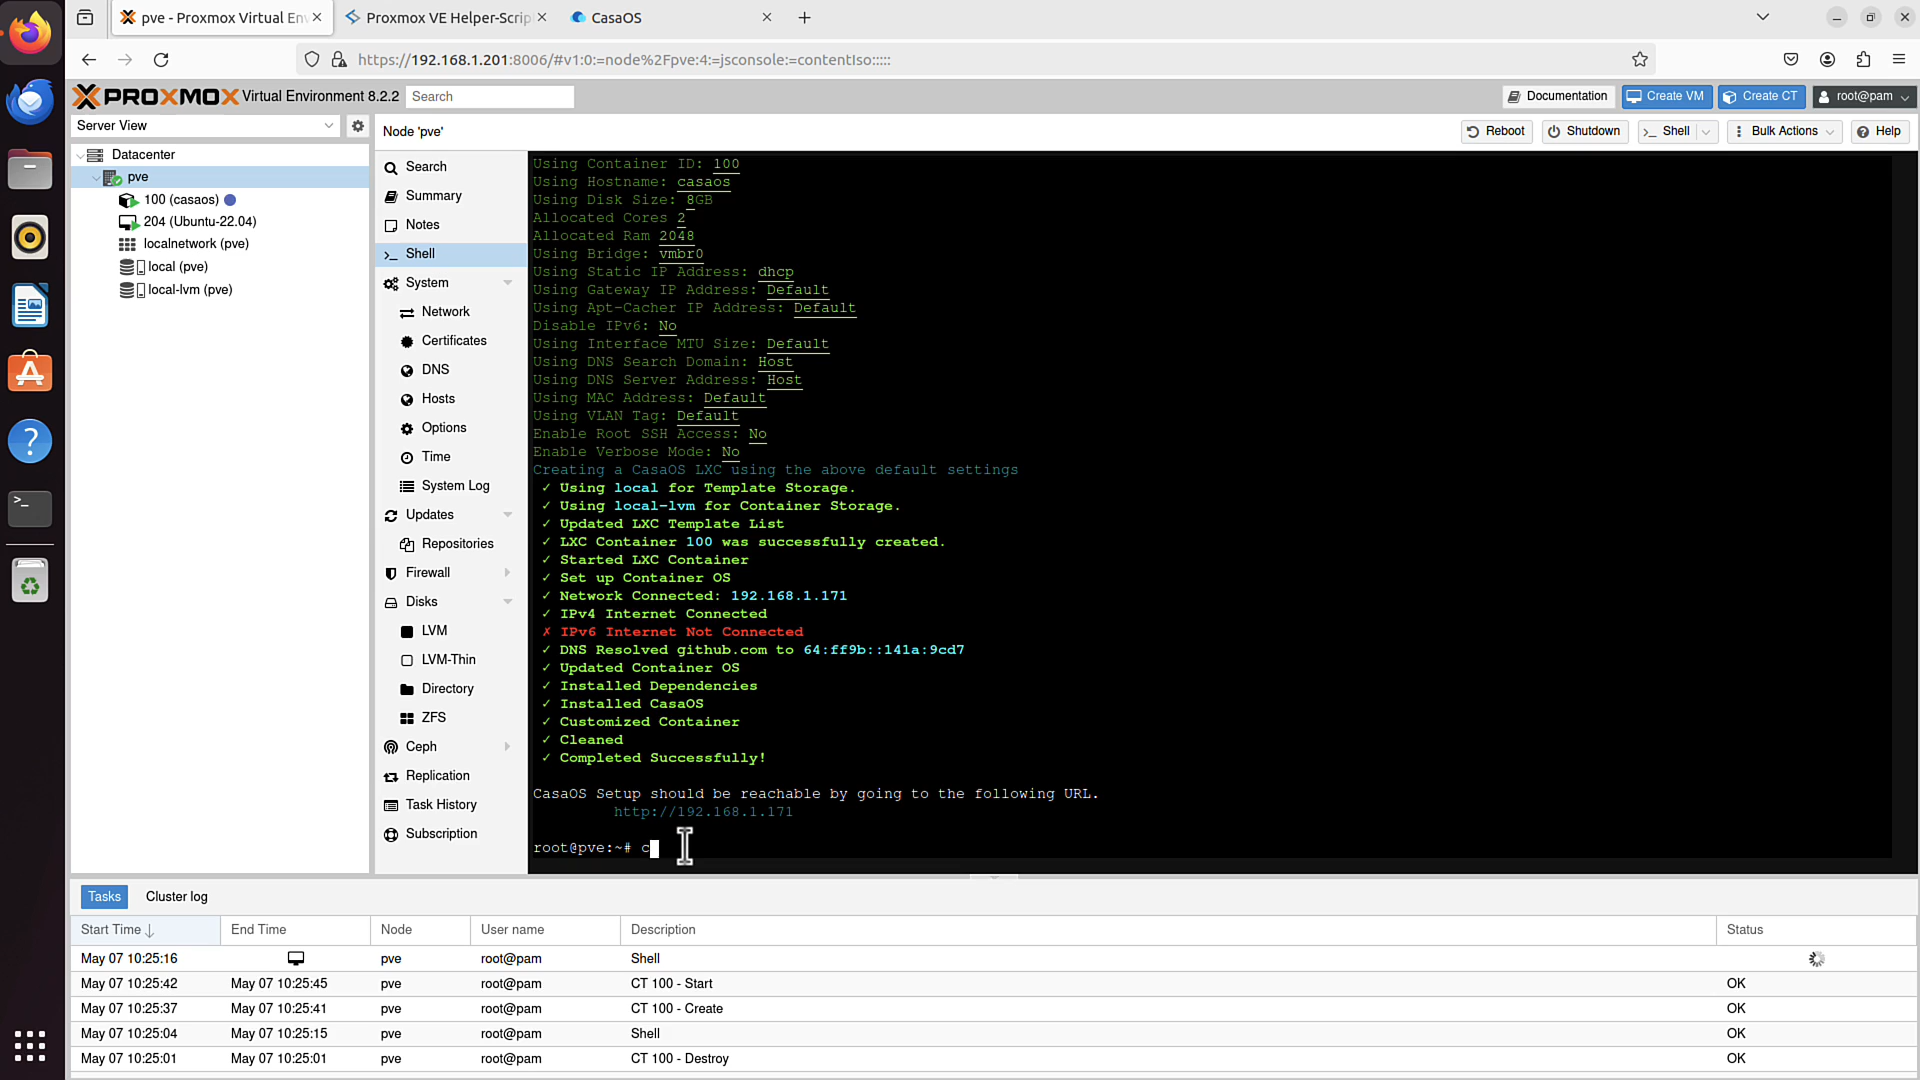 pve - Proxmox Virtual En
Proxmox VE Helper-Scrip
CasaOS
https://192.168.1.201:8006/#v1:0:=node%2Fpve:4:=jsconsole:=contentIso:::::
PROXMOX Virtual Environment 8.2.2
Search
Documentation
Create VM
Create CT
root@pam
Server View
Node 'pve'
Reboot
Shutdown
Shell
Bulk Actions
Help
Datacenter
pve
100 (casaos)
204 (Ubuntu-22.04)
localnetwork (pve)
local (pve)
local-lvm (pve)
Search
Summary
Notes
Shell
System
Network
Certificates
DNS
Hosts
Options
Time
System Log
Updates
Repositories
Firewall
Disks
LVM
LVM-Thin
Directory
ZFS
Ceph
Replication
Task History
Subscription
Using Container ID: 100
Using Hostname: casaos
Using Disk Size: 8GB
Allocated Cores 2
Allocated Ram 2048
Using Bridge: vmbr0
Using Static IP Address: dhcp
Using Gateway IP Address: Default
Using Apt-Cacher IP Address: Default
Disable IPv6: No
Using Interface MTU Size: Default
Using DNS Search Domain: Host
Using DNS Server Address: Host
Using MAC Address: Default
Using VLAN Tag: Default
Enable Root SSH Access: No
Enable Verbose Mode: No
Creating a CasaOS LXC using the above default settings
✓ Using local for Template Storage.
✓ Using local-lvm for Container Storage.
✓ Updated LXC Template List
✓ LXC Container 100 was successfully created.
✓ Started LXC Container
✓ Set up Container OS
✓ Network Connected: 192.168.1.171
✓ IPv4 Internet Connected
✗ IPv6 Internet Not Connected
✓ DNS Resolved github.com to 64:ff9b::141a:9cd7
✓ Updated Container OS
✓ Installed Dependencies
✓ Installed CasaOS
✓ Customized Container
✓ Cleaned
✓ Completed Successfully!
CasaOS Setup should be reachable by going to the following URL.
http://192.168.1.171
root@pve:~# c
Tasks
Cluster log
Start Time
End Time
Node
User name
Description
Status
May 07 10:25:16 pve root@pam Shell
May 07 10:25:42 May 07 10:25:45 pve root@pam CT 100 - Start OK
May 07 10:25:37 May 07 10:25:41 pve root@pam CT 100 - Create OK
May 07 10:25:04 May 07 10:25:15 pve root@pam Shell OK
May 07 10:25:01 May 07 10:25:01 pve root@pam CT 100 - Destroy OK